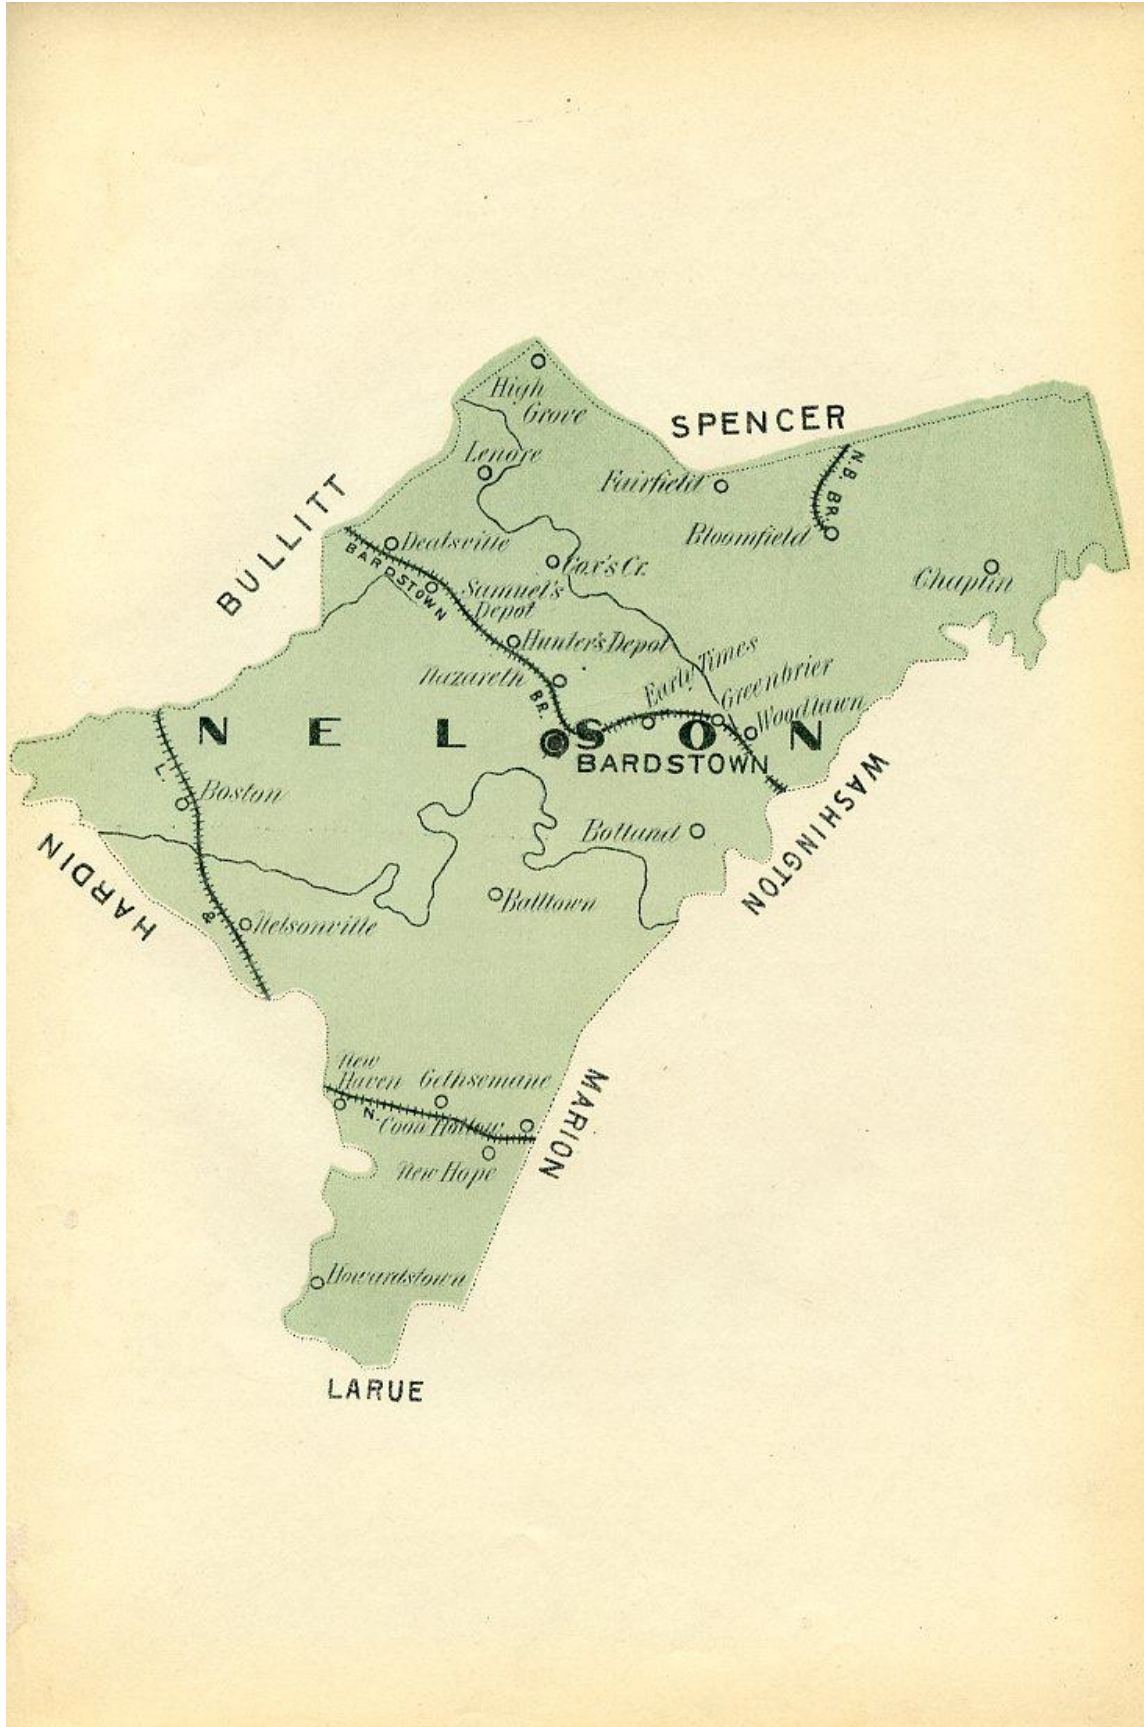 High
Grove
SPENCER
Lenore
Fairfield
N.B. BR.
BULLITT
Bloomfield
Deatsville
Cox's Cr.
BARDSTOWN BR.
Chaplin
Samuel's
Depot
Hunter's Depot
Early Times
Nazareth
Greenbrier
Woodlawn
NELSON
BARDSTOWN
WASHINGTON
L. & N.
Boston
Botland
HARDIN
Balltown
Nelsonville
New
Haven
Gethsemane
MARION
Coon Hollow
New Hope
Howardstown
LARUE